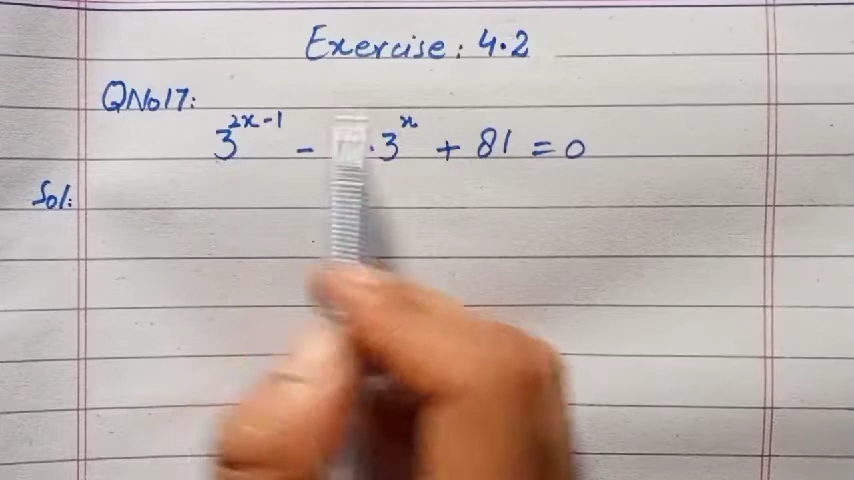 Exercise: 4.2
QNo17:
3^{2x-1} - .3^{x} + 81 = 0
Sol: